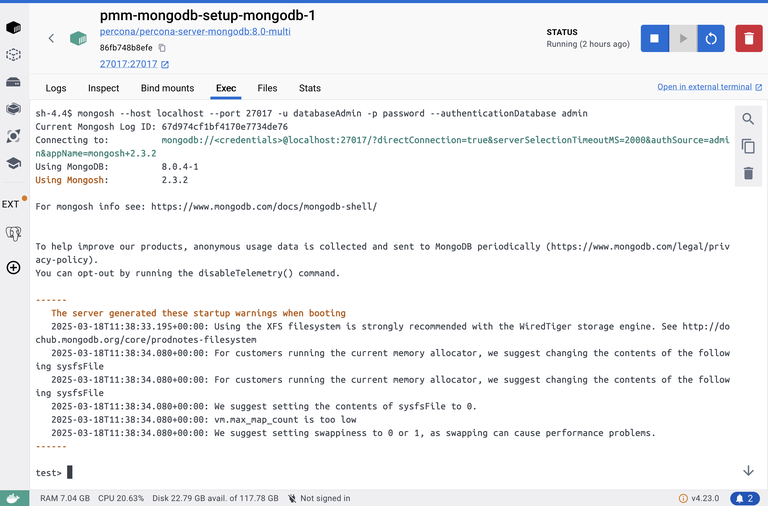 pmm-mongodb-setup-mongodb-1
percona/percona-server-mongodb:8.0-multi
86fb748b8efe
27017:27017
STATUS
Running (2 hours ago)
Logs Inspect Bind mounts Exec Files Stats
Open in external terminal
EXT
sh-4.4$ mongosh --host localhost --port 27017 -u databaseAdmin -p password --authenticationDatabase admin
Current Mongosh Log ID: 67d974cf1bf4170e7734de76
Connecting to: mongodb://<credentials>@localhost:27017/?directConnection=true&serverSelectionTimeoutMS=2000&authSource=admi
n&appName=mongosh+2.3.2
Using MongoDB: 8.0.4-1
Using Mongosh: 2.3.2
For mongosh info see: https://www.mongodb.com/docs/mongodb-shell/
To help improve our products, anonymous usage data is collected and sent to MongoDB periodically (https://www.mongodb.com/legal/priv
acy-policy).
You can opt-out by running the disableTelemetry() command.
------
The server generated these startup warnings when booting
2025-03-18T11:38:33.195+00:00: Using the XFS filesystem is strongly recommended with the WiredTiger storage engine. See http://do
chub.mongodb.org/core/prodnotes-filesystem
2025-03-18T11:38:34.080+00:00: For customers running the current memory allocator, we suggest changing the contents of the follow
ing sysfsFile
2025-03-18T11:38:34.080+00:00: For customers running the current memory allocator, we suggest changing the contents of the follow
ing sysfsFile
2025-03-18T11:38:34.080+00:00: We suggest setting the contents of sysfsFile to 0.
2025-03-18T11:38:34.080+00:00: vm.max_map_count is too low
2025-03-18T11:38:34.080+00:00: We suggest setting swappiness to 0 or 1, as swapping can cause performance problems.
------
test>
RAM 7.04 GB CPU 20.63% Disk 22.79 GB avail. of 117.78 GB Not signed in v4.23.0 2